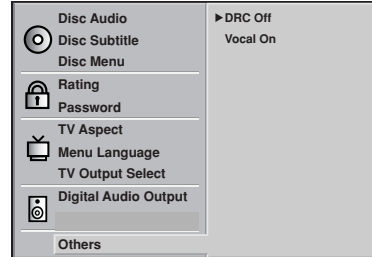 Disc Audio
Disc Subtitle
Disc Menu
Rating
Password
TV Aspect
Menu Language
TV Output Select
Digital Audio Output
Others
DRC Off
Vocal On